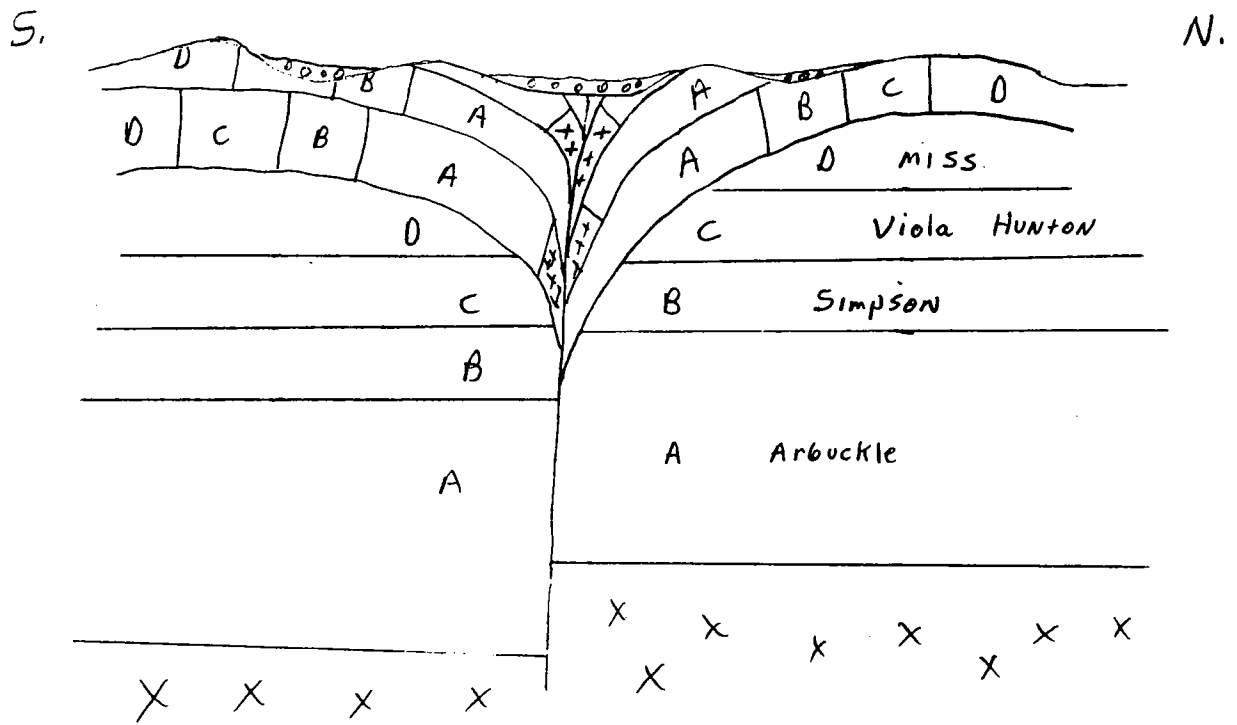 S. N.
D B A A B C D
D C B A A D MISS.
D C Viola HUNTON
C B SIMPSON
B
A A Arbuckle
X X X X X X
X X X X X X